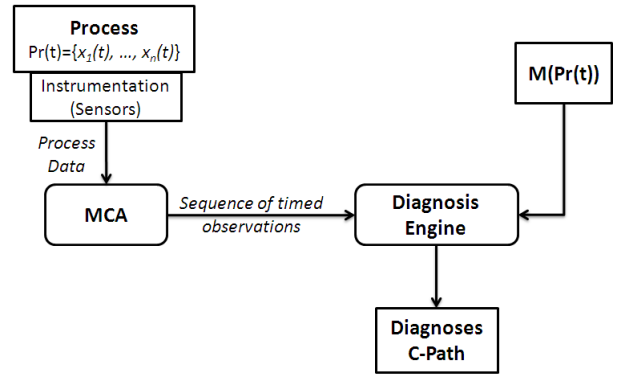 Process
Pr(t)={x₁(t), ..., xₙ(t)}
Instrumentation
(Sensors)
M(Pr(t))
Process
Data
MCA
Sequence of timed
observations
Diagnosis
Engine
Diagnoses
C-Path